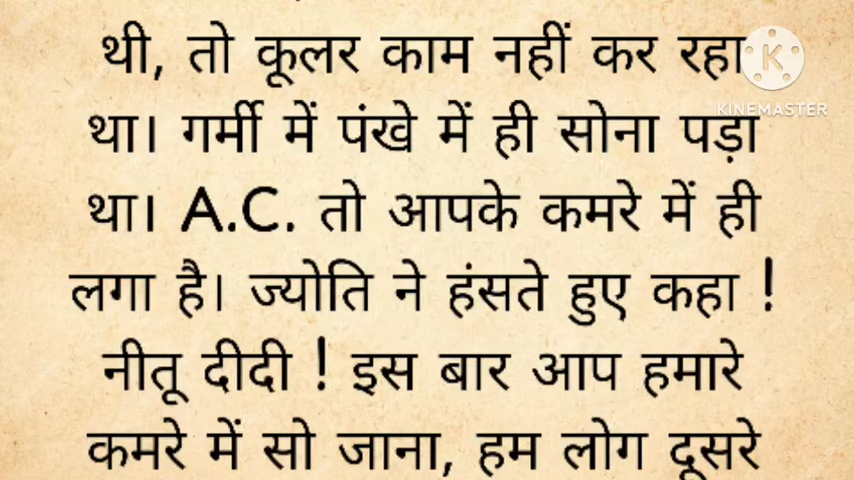 थी, तो कूलर काम नहीं कर रहा
K
KINEMASTER
था। गर्मी में पंखे में ही सोना पड़ा
था। A.C. तो आपके कमरे में ही
लगा है। ज्योति ने हंसते हुए कहा !
नीतू दीदी ! इस बार आप हमारे
कमरे में सो जाना, हम लोग दूसरे